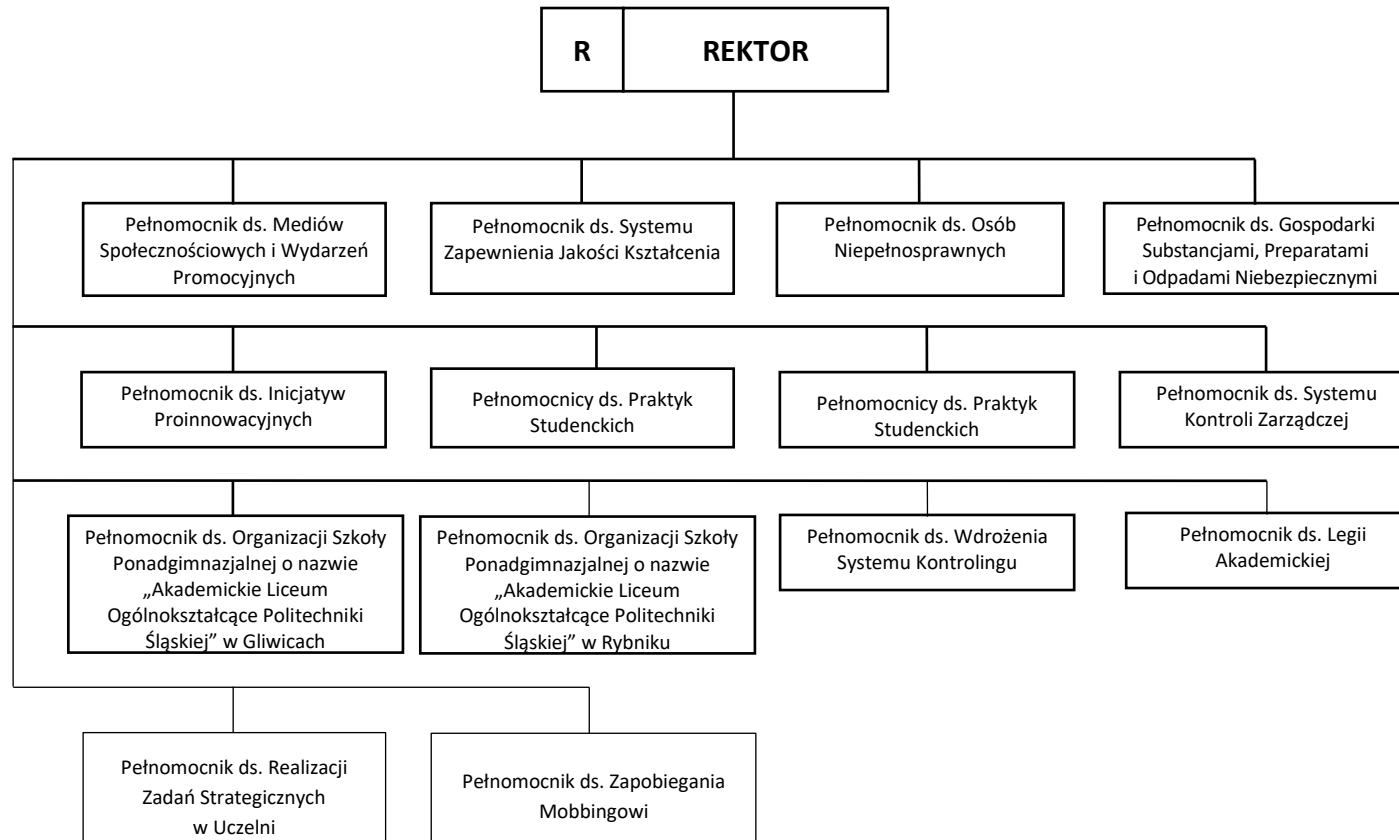 R REKTOR
Pełnomocnik ds. Mediów
Społecznościowych i Wydarzeń
Promocyjnych
Pełnomocnik ds. Systemu
Zapewnienia Jakości Kształcenia
Pełnomocnik ds. Osób
Niepełnosprawnych
Pełnomocnik ds. Gospodarki
Substancjami, Preparatami
i Odpadami Niebezpiecznymi
Pełnomocnik ds. Inicjatyw
Proinnowacyjnych
Pełnomocnicy ds. Praktyk
Studenckich
Pełnomocnicy ds. Praktyk
Studenckich
Pełnomocnik ds. Systemu
Kontroli Zarządczej
Pełnomocnik ds. Organizacji Szkoły
Ponadgimnazjalnej o nazwie
„Akademickie Liceum
Ogólnokształcące Politechniki
Śląskiej” w Gliwicach
Pełnomocnik ds. Organizacji Szkoły
Ponadgimnazjalnej o nazwie
„Akademickie Liceum
Ogólnokształcące Politechniki
Śląskiej” w Rybniku
Pełnomocnik ds. Wdrożenia
Systemu Kontrolingu
Pełnomocnik ds. Legii
Akademickiej
Pełnomocnik ds. Realizacji
Zadań Strategicznych
w Uczelni
Pełnomocnik ds. Zapobiegania
Mobbingowi